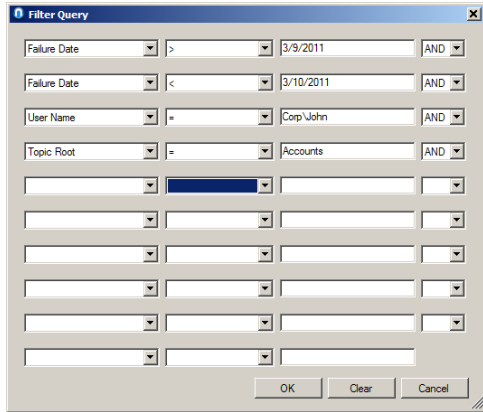 Filter Query
Failure Date > 3/9/2011 AND
Failure Date < 3/10/2011 AND
User Name = Corp\John AND
Topic Root = Accounts AND
OK Clear Cancel